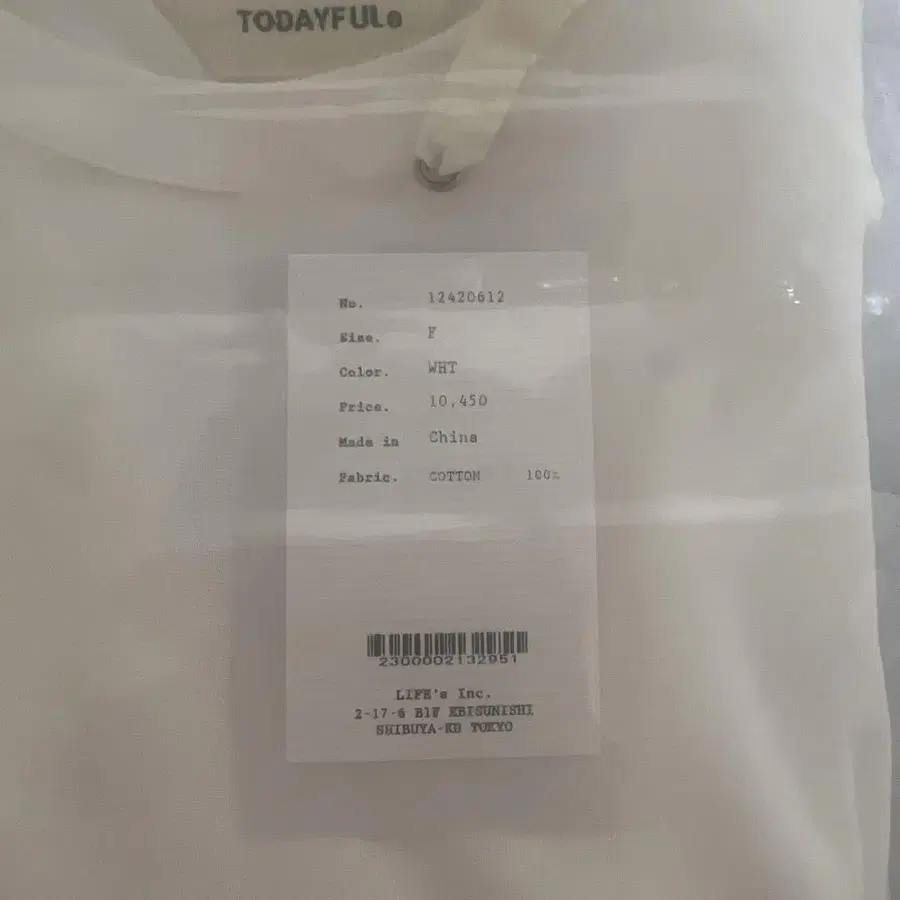 TODAYFUL
No. 12420612
Size. F
Color. WHT
Price. 10,450
Made in China
Fabric. COTTON 100%
2300002132951
LIFE's Inc.
2-17-6 B1F EBISUNISHI
SHIBUYA-KU TOKYO